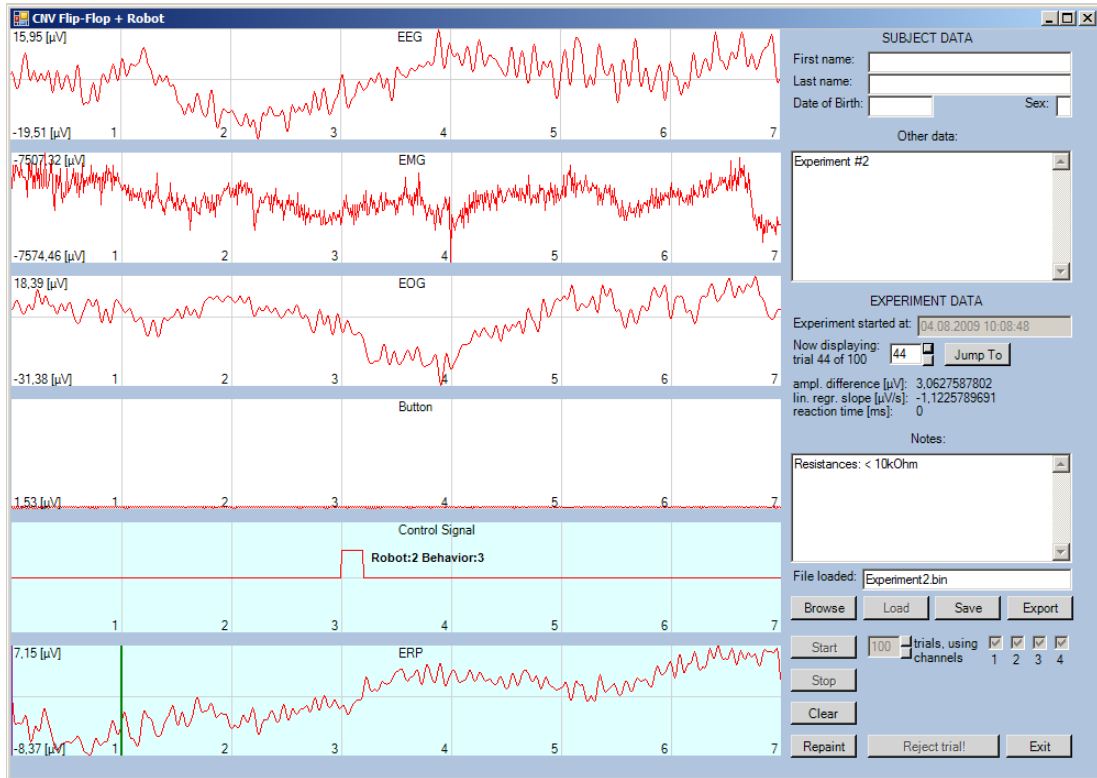 CNV Flip-Flop + Robot
15,95 [µV]
EEG
-19,51 [µV] 1 2 3 4 5 6 7
-7507,32 [µV]
EMG
-7574,46 [µV] 1 2 3 4 5 6 7
18,39 [µV]
EOG
-31,38 [µV] 1 2 3 4 5 6 7
Button
1,53 [µV] 1 2 3 4 5 6 7
Control Signal
Robot:2 Behavior:3
1 2 3 4 5 6 7
7,15 [µV]
ERP
-8,37 [µV] 1 2 3 4 5 6 7
SUBJECT DATA
First name:
Last name:
Date of Birth: Sex:
Other data:
Experiment #2
EXPERIMENT DATA
Experiment started at: 04.08.2009 10:08:48
Now displaying:
trial 44 of 100 44 Jump To
ampl. difference [µV]: 3,0627587802
lin. regr. slope [µV/s]: -1,1225789691
reaction time [ms]: 0
Notes:
Resistances: < 10kOhm
File loaded: Experiment2.bin
Browse Load Save Export
Start 100 trials, using
channels 1 2 3 4
Stop
Clear
Repaint Reject trial! Exit